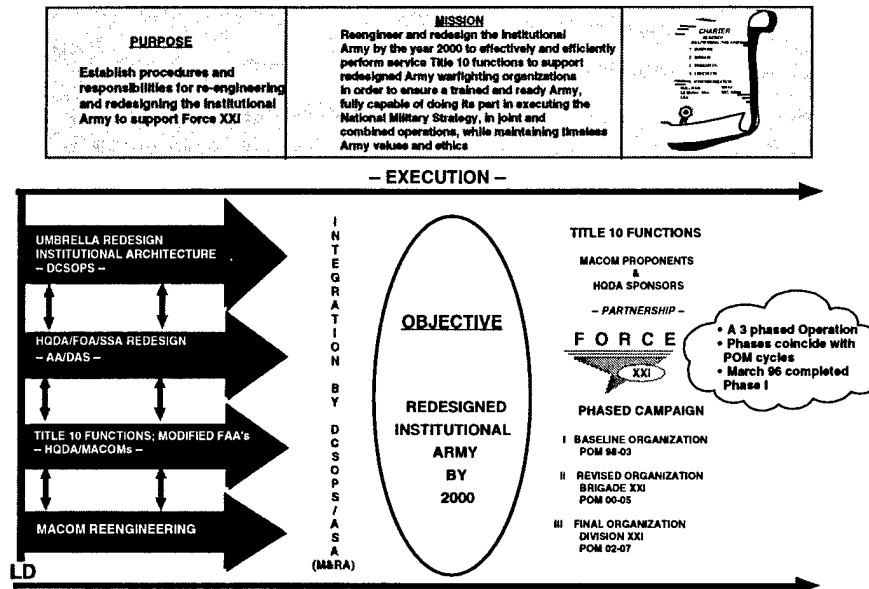 PURPOSE
Establish procedures and
responsibilities for re-engineering
and redesigning the institutional
Army to support Force XXI
MISSION
Reengineer and redesign the institutional
Army by the year 2000 to effectively and efficiently
perform service Title 10 functions to support
redesigned Army warfighting organizations
in order to ensure a trained and ready Army,
fully capable of doing its part in executing the
National Military Strategy, in joint and
combined operations, while maintaining timeless
Army values and ethics
CHARTER
– EXECUTION –
UMBRELLA REDESIGN
INSTITUTIONAL ARCHITECTURE
– DCSOPS –
HQDA/FOA/SSA REDESIGN
– AA/DAS –
TITLE 10 FUNCTIONS; MODIFIED FAA's
– HQDA/MACOMs –
MACOM REENGINEERING
LD
INTEGRATION BY DCSOPS/ASA
(M&RA)
OBJECTIVE
REDESIGNED
INSTITUTIONAL
ARMY
BY
2000
TITLE 10 FUNCTIONS
MACOM PROPONENTS
&
HQDA SPONSORS
– PARTNERSHIP –
FORCE
XXI
• A 3 phased Operation
• Phases coincide with
POM cycles
• March 96 completed
Phase I
PHASED CAMPAIGN
I BASELINE ORGANIZATION
POM 98-03
II REVISED ORGANIZATION
BRIGADE XXI
POM 00-05
III FINAL ORGANIZATION
DIVISION XXI
POM 02-07